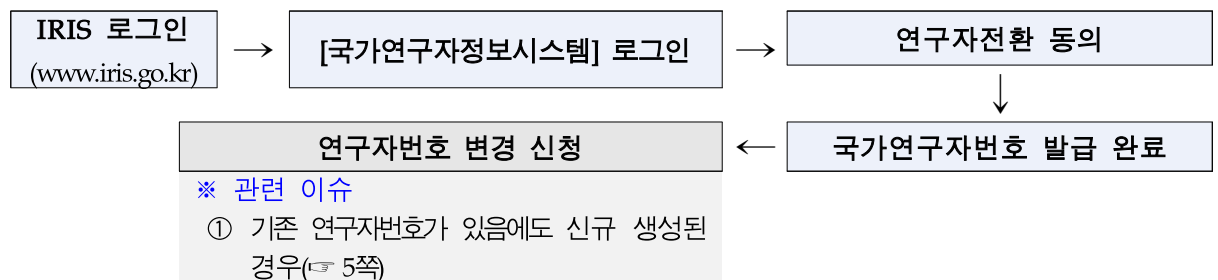 IRIS 로그인
(www.iris.go.kr)
→
[국가연구자정보시스템] 로그인
→
연구자전환 동의
↓
국가연구자번호 발급 완료
←
연구자번호 변경 신청
※ 관련 이슈
① 기존 연구자번호가 있음에도 신규 생성된
경우(☞ 5쪽)